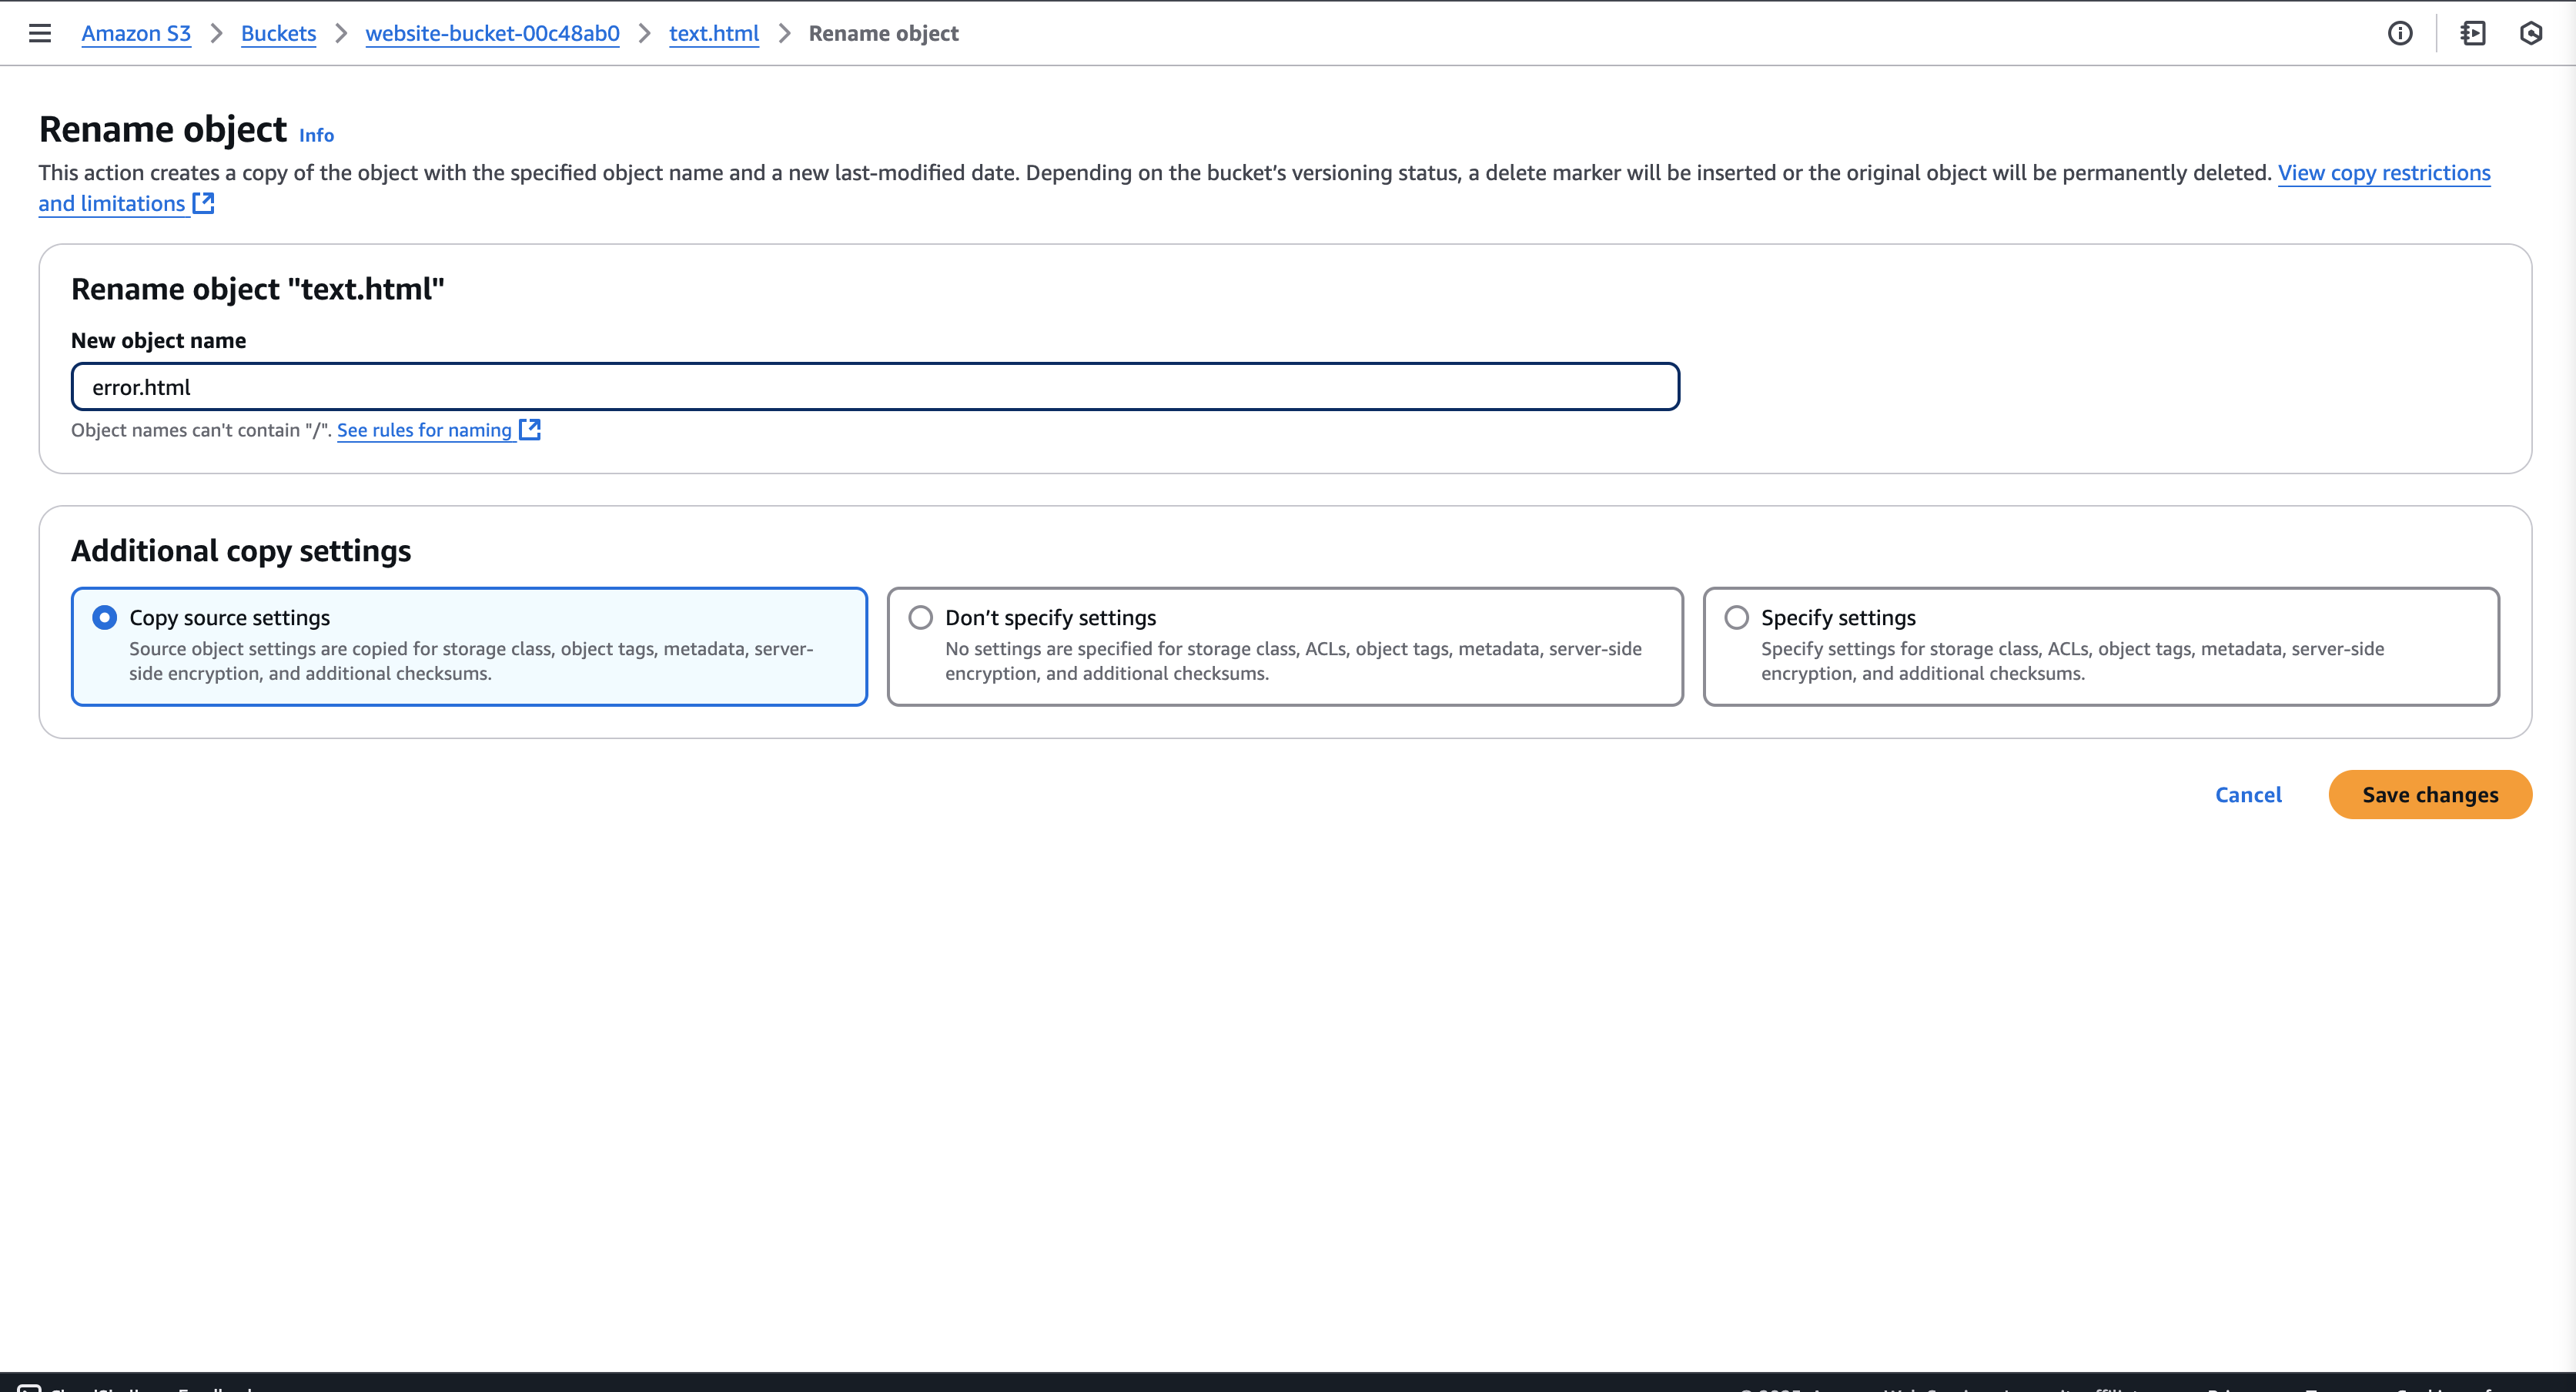 Amazon S3 > Buckets > website-bucket-00c48ab0 > text.html > Rename object
Rename object Info
This action creates a copy of the object with the specified object name and a new last-modified date. Depending on the bucket’s versioning status, a delete marker will be inserted or the original object will be permanently deleted. View copy restrictions
and limitations
Rename object "text.html"
New object name
error.html
Object names can't contain "/". See rules for naming
Additional copy settings
Copy source settings
Source object settings are copied for storage class, object tags, metadata, server-
side encryption, and additional checksums.
Don’t specify settings
No settings are specified for storage class, ACLs, object tags, metadata, server-side
encryption, and additional checksums.
Specify settings
Specify settings for storage class, ACLs, object tags, metadata, server-side
encryption, and additional checksums.
Cancel Save changes